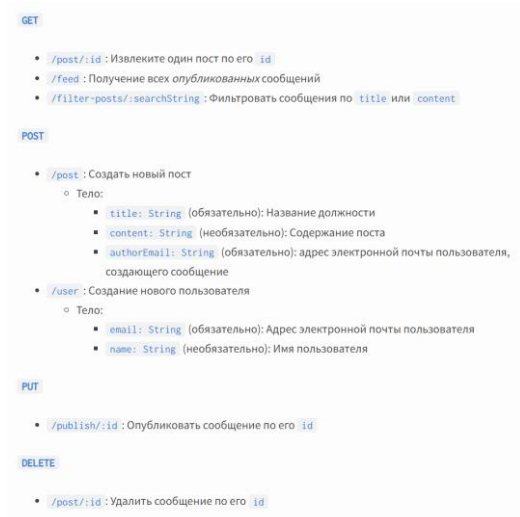 GET
/post/:id : Извлеките один пост по его id
/feed : Получение всех опубликованных сообщений
/filter-posts/:searchString : Фильтровать сообщения по title или content
POST
/post : Создать новый пост
Тело:
title: String (обязательно): Название должности
content: String (необязательно): Содержание поста
authorEmail: String (обязательно): адрес электронной почты пользователя,
создающего сообщение
/user : Создание нового пользователя
Тело:
email: String (обязательно): Адрес электронной почты пользователя
name: String (необязательно): Имя пользователя
PUT
/publish/:id : Опубликовать сообщение по его id
DELETE
/post/:id : Удалить сообщение по его id